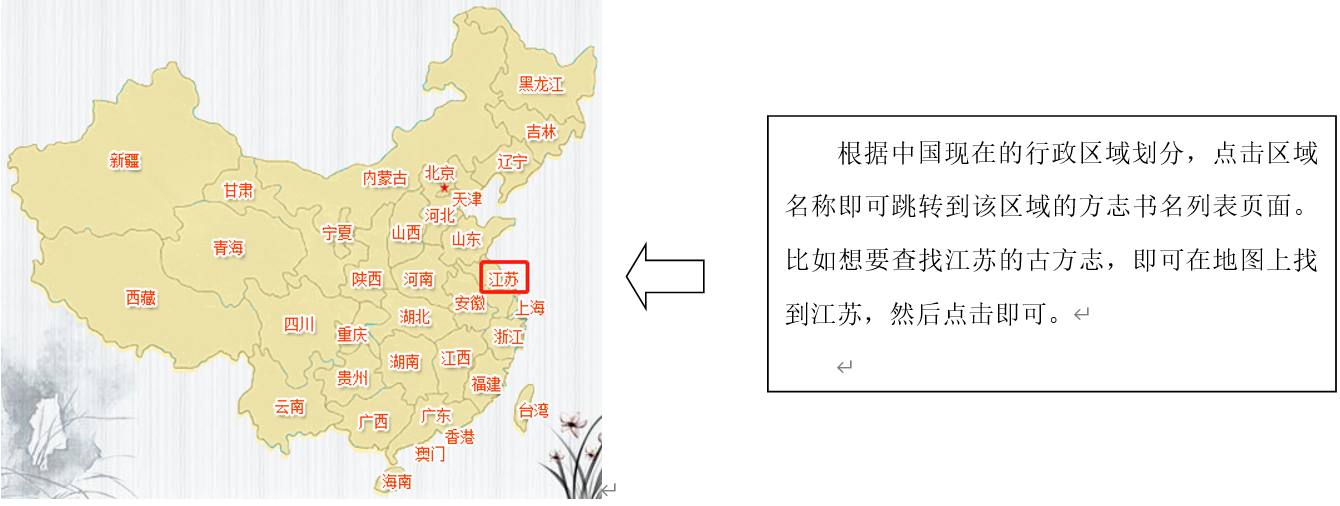 黑龙江
吉林
辽宁
新疆
内蒙古
北京
甘肃
天津
河北
宁夏
山西
山东
青海
陕西
河南
江苏
西藏
安徽
上海
四川
湖北
重庆
浙江
湖南
江西
贵州
福建
云南
台湾
广西
广东
香港
澳门
海南
根据中国现在的行政区域划分，点击区域
名称即可跳转到该区域的方志书名列表页面。
比如想要查找江苏的古方志，即可在地图上找
到江苏，然后点击即可。